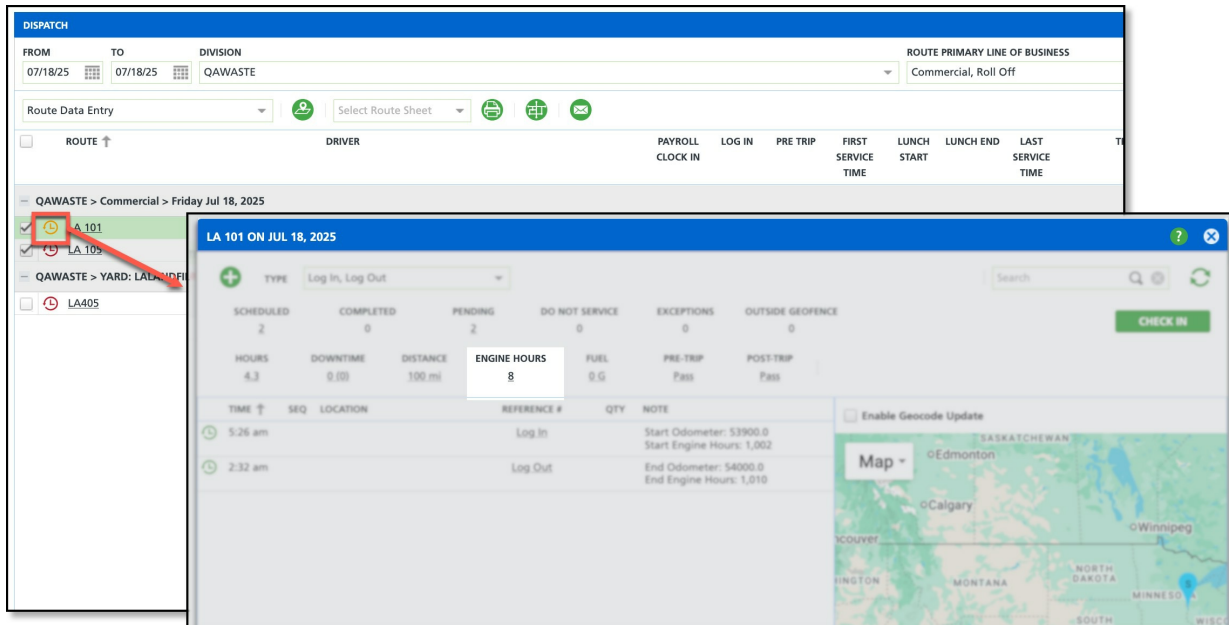 DISPATCH
FROM TO DIVISION ROUTE PRIMARY LINE OF BUSINESS
07/18/25 07/18/25 QAWASTE Commercial, Roll Off
Route Data Entry Select Route Sheet
ROUTE DRIVER PAYROLL CLOCK IN LOG IN PRE TRIP FIRST SERVICE TIME LUNCH START LUNCH END LAST SERVICE TIME
QAWASTE > Commercial > Friday Jul 18, 2025
LA 101
LA 105
QAWASTE > YARD: LALANDFI
LA405
LA 101 ON JUL 18, 2025
TYPE Log In, Log Out Search
SCHEDULED COMPLETED PENDING DO NOT SERVICE EXCEPTIONS OUTSIDE GEOFENCE
2 0 2 0 0 0
CHECK IN
HOURS DOWNTIME DISTANCE ENGINE HOURS FUEL PRE-TRIP POST-TRIP
4.3 0 (0) 100 mi 8 0 G Pass Pass
TIME SEQ LOCATION REFERENCE # QTY NOTE
5:26 am Log In Start Odometer: 53900.0
Start Engine Hours: 1,002
2:32 am Log Out End Odometer: 54000.0
End Engine Hours: 1,010
Enable Geocode Update
Map
SASKATCHEWAN
Edmonton
Calgary
Winnipeg
ncouver
NORTH DAKOTA
INGTON MONTANA
MINNESO
SOUTH WISC